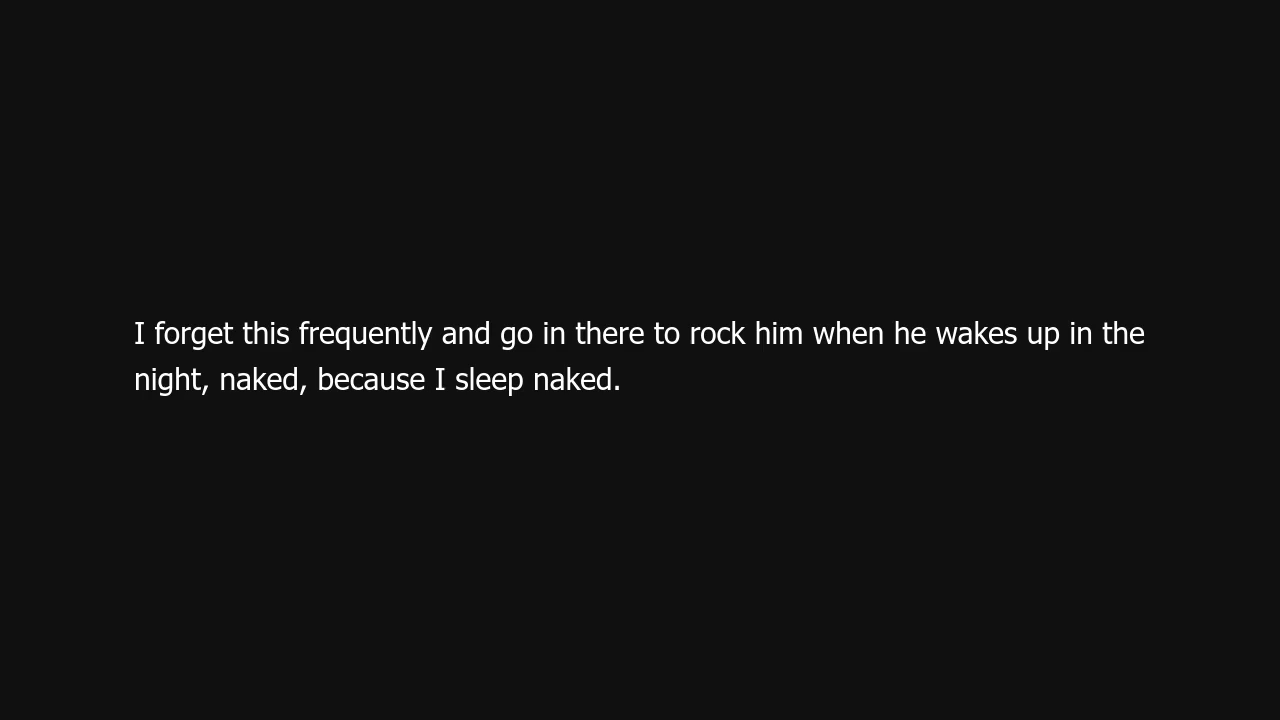 I forget this frequently and go in there to rock him when he wakes up in the
night, naked, because I sleep naked.